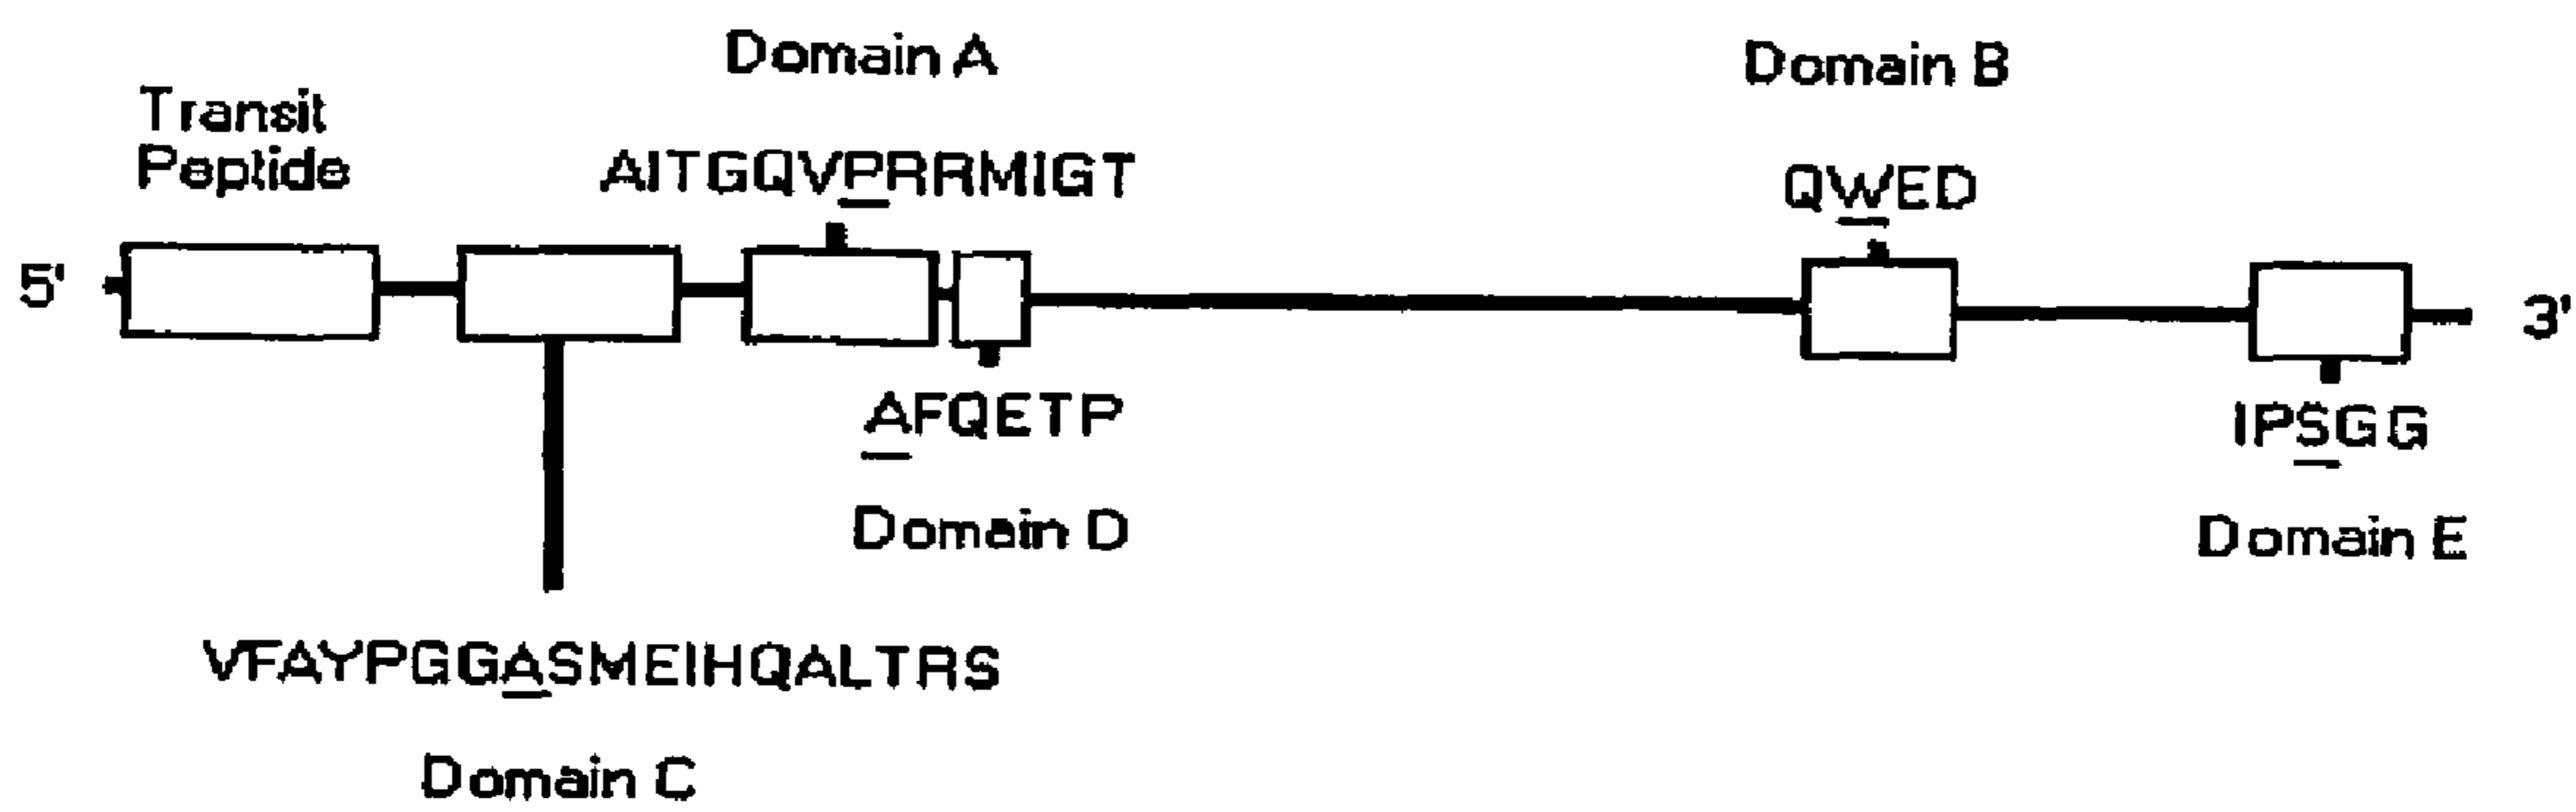 Domain A
Domain B
Transit
Peptide
AITGQVPRRMIGT
QWED
5'
3'
AFQETP
IPSGG
Domain D
Domain E
VFAYPGGASMEIHQALTRS
Domain C